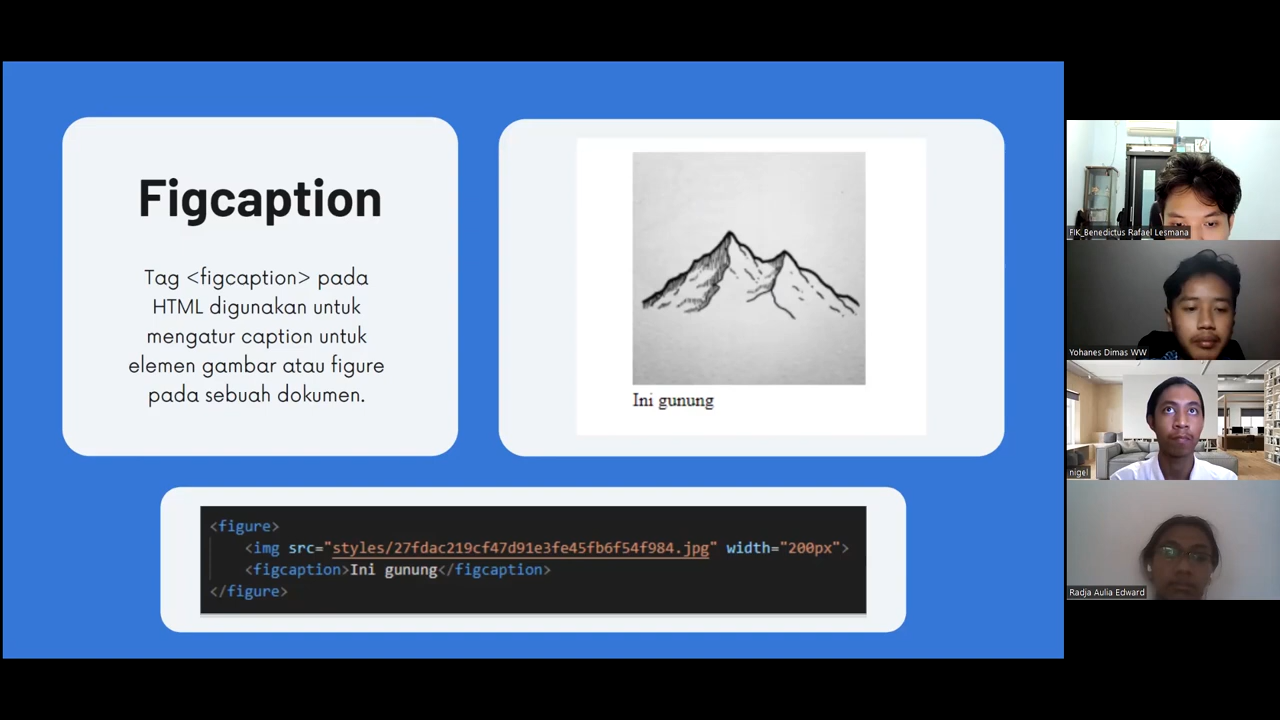 Figcaption
Tag <figcaption> pada
HTML digunakan untuk
mengatur caption untuk
elemen gambar atau figure
pada sebuah dokumen.
Ini gunung
<figure>
<img src="styles/27fdac219cf47d91e3fe45fb6f54f984.jpg" width="200px">
<figcaption>Ini gunung</figcaption>
</figure>
FIK_Benedictus Rafael Lesmana
Yohanes Dimas WW
nigel
Radja Aulia Edward